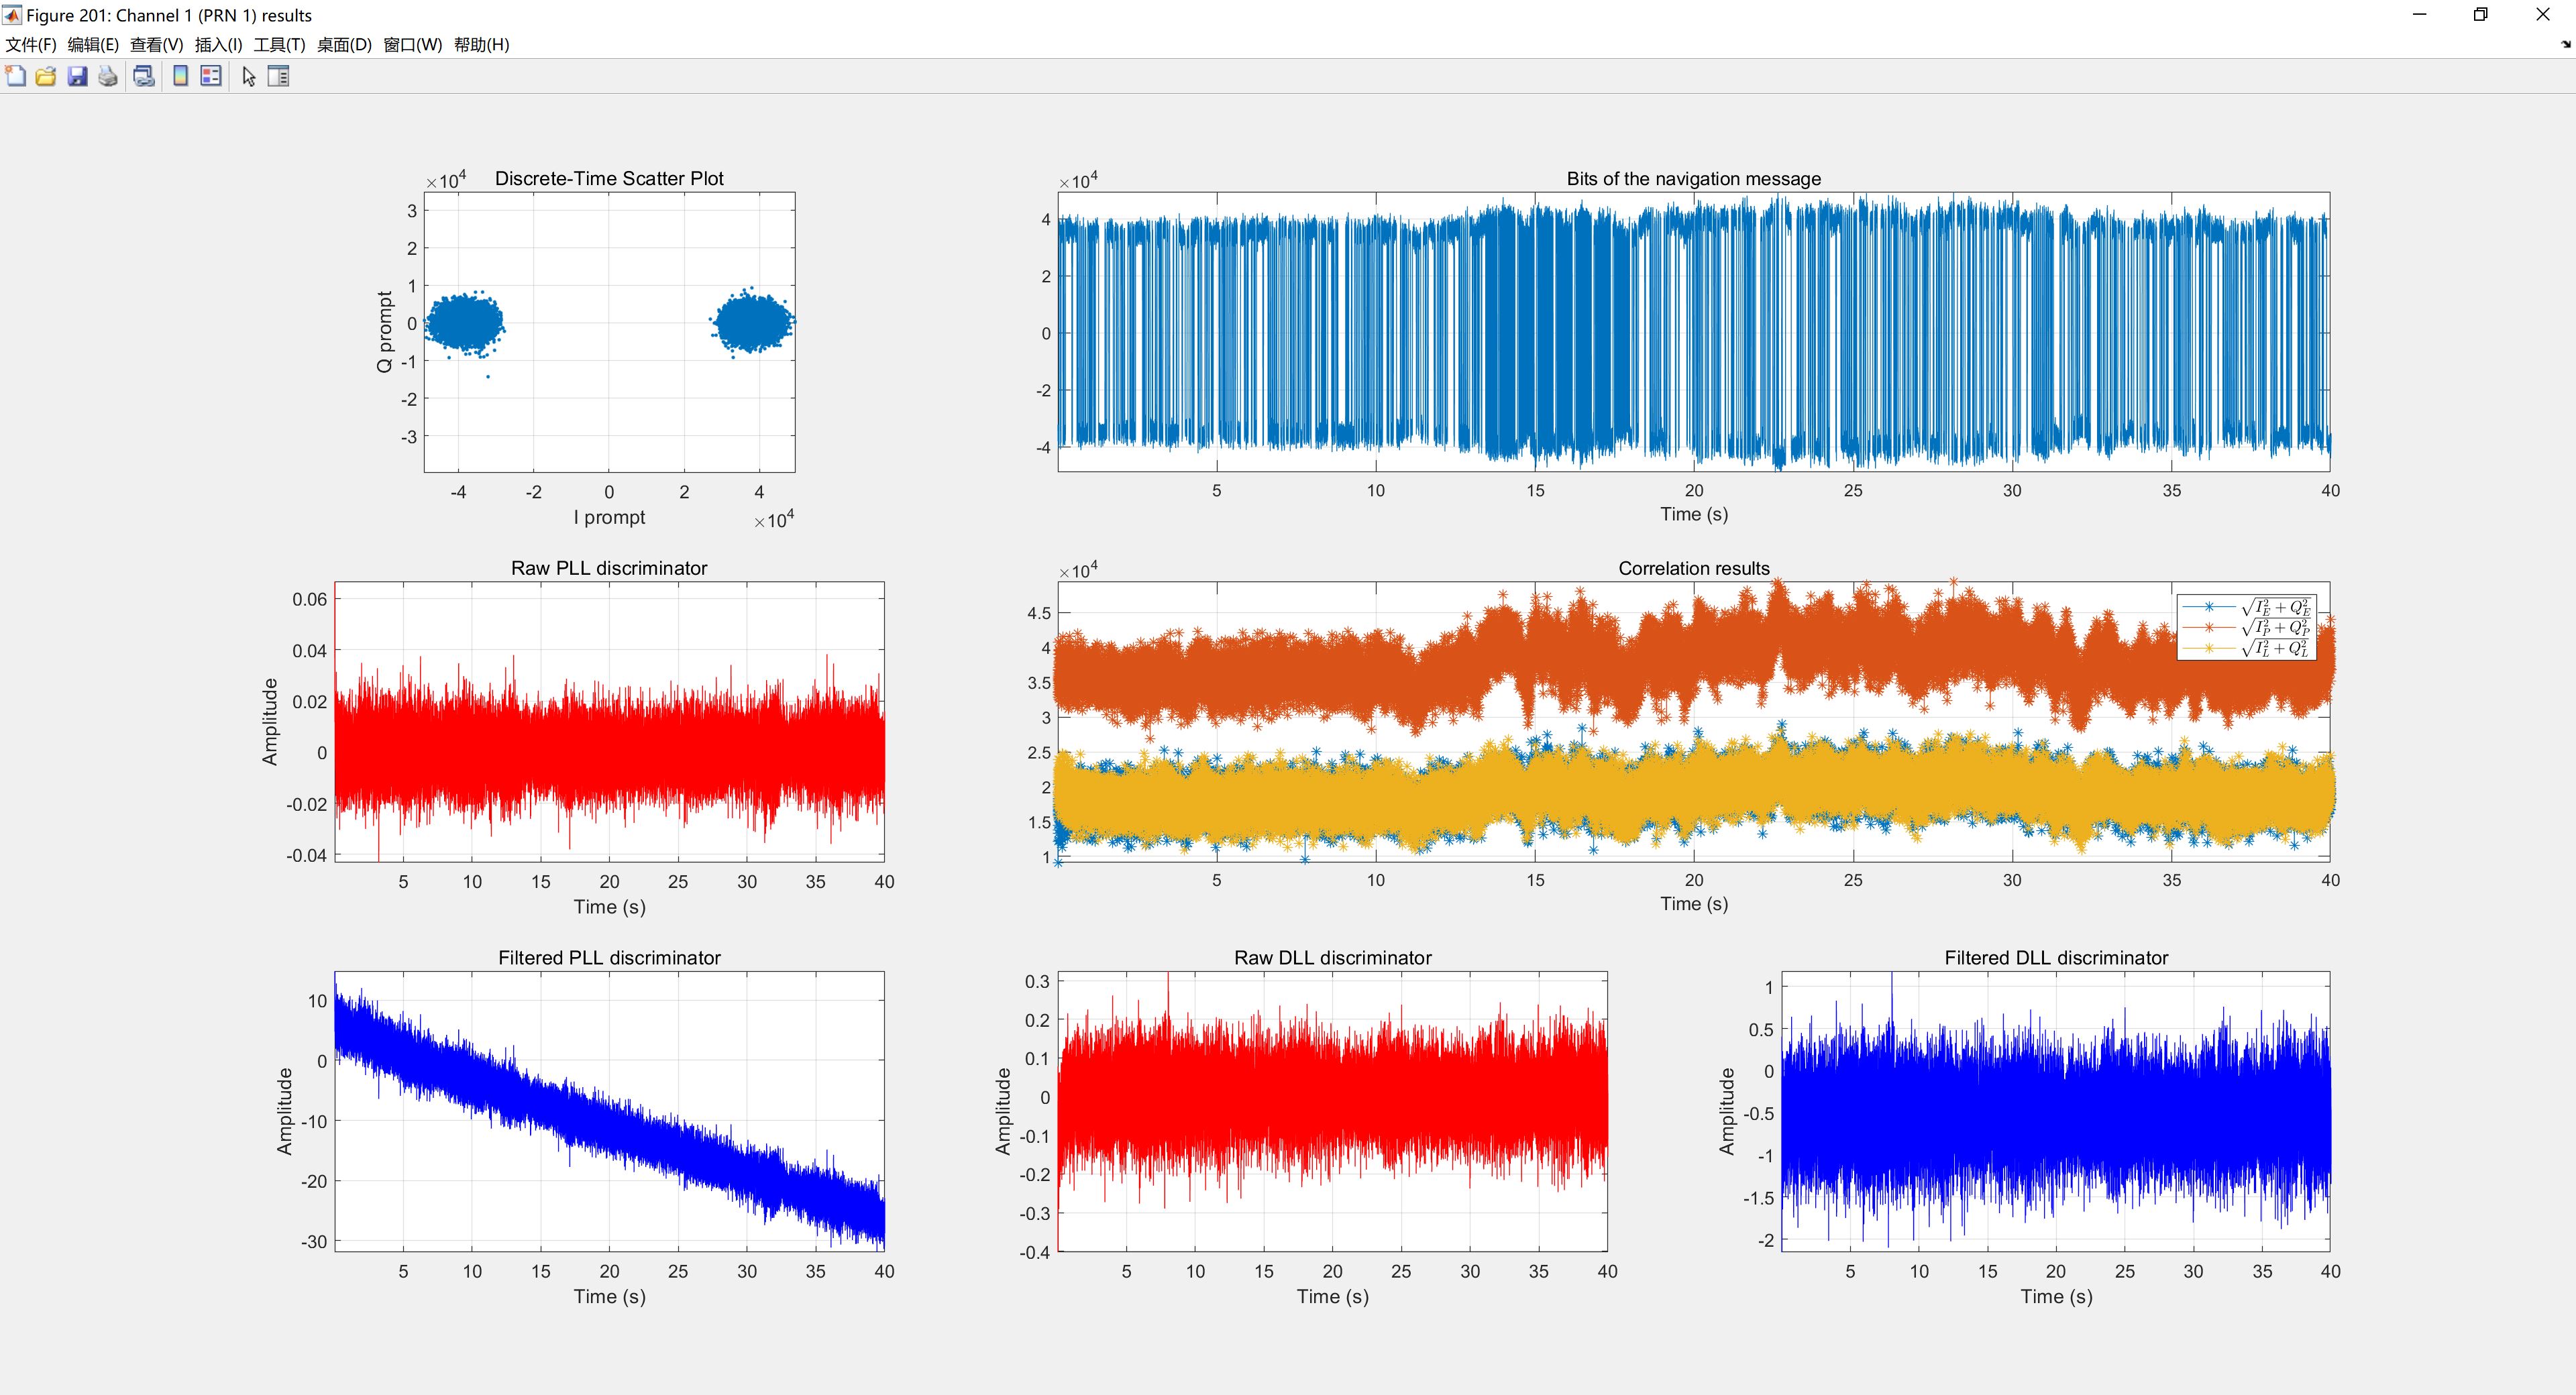 Figure 201: Channel 1 (PRN 1) results
文件(F) 编辑(E) 查看(V) 插入(I) 工具(T) 桌面(D) 窗口(W) 帮助(H)
×10⁴ Discrete-Time Scatter Plot
3
2
1
0
-1
-2
-3
Q prompt
-4 -2 0 2 4
I prompt ×10⁴
×10⁴ Bits of the navigation message
4
2
0
-2
-4
5 10 15 20 25 30 35 40
Time (s)
Raw PLL discriminator
0.06
0.04
0.02
0
-0.02
-0.04
Amplitude
5 10 15 20 25 30 35 40
Time (s)
×10⁴ Correlation results
4.5
4
3.5
3
2.5
2
1.5
1
√(I_E^2 + Q_E^2)
√(I_P^2 + Q_P^2)
√(I_L^2 + Q_L^2)
5 10 15 20 25 30 35 40
Time (s)
Filtered PLL discriminator
10
0
-10
-20
-30
Amplitude
5 10 15 20 25 30 35 40
Time (s)
Raw DLL discriminator
0.3
0.2
0.1
0
-0.1
-0.2
-0.3
-0.4
Amplitude
5 10 15 20 25 30 35 40
Time (s)
Filtered DLL discriminator
1
0.5
0
-0.5
-1
-1.5
-2
Amplitude
5 10 15 20 25 30 35 40
Time (s)